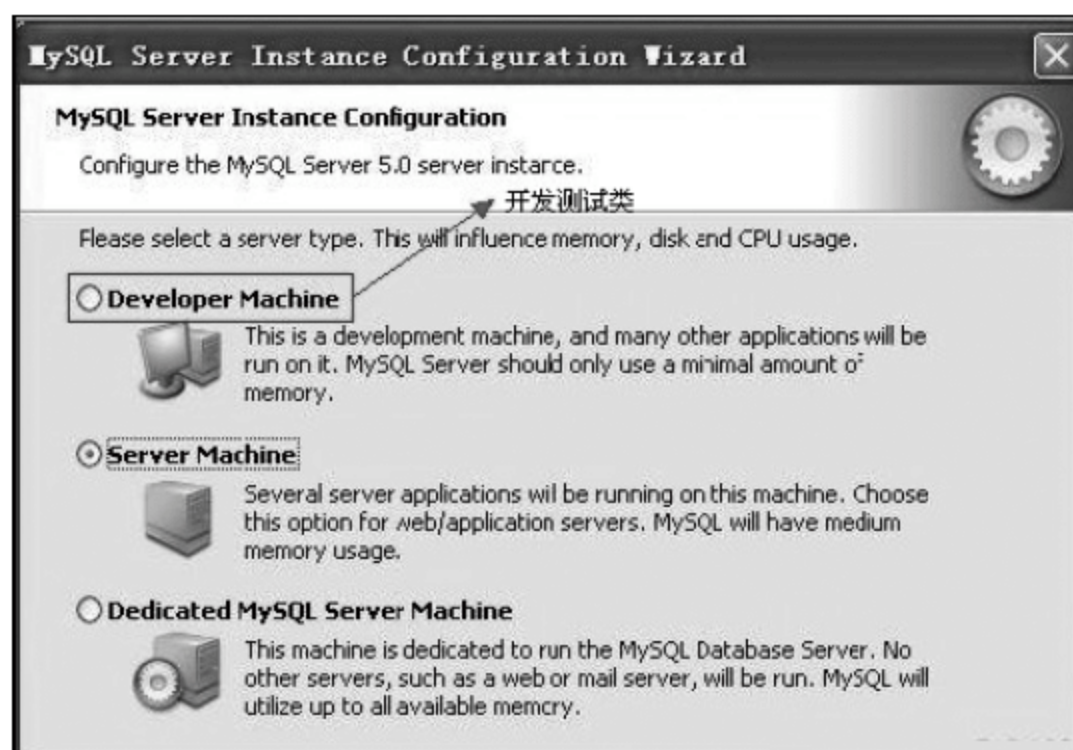 MySQL Server Instance Configuration Wizard
MySQL Server Instance Configuration
Configure the MySQL Server 5.0 server instance.
开发测试类
Please select a server type. This will influence memory, disk and CPU usage.
Developer Machine
This is a development machine, and many other applications will be
run on it. MySQL Server should only use a minimal amount of
memory.
Server Machine
Several server applications will be running on this machine. Choose
this option for web/application servers. MySQL will have medium
memory usage.
Dedicated MySQL Server Machine
This machine is dedicated to run the MySQL Database Server. No
other servers, such as a web or mail server, will be run. MySQL will
utilize up to all available memory.